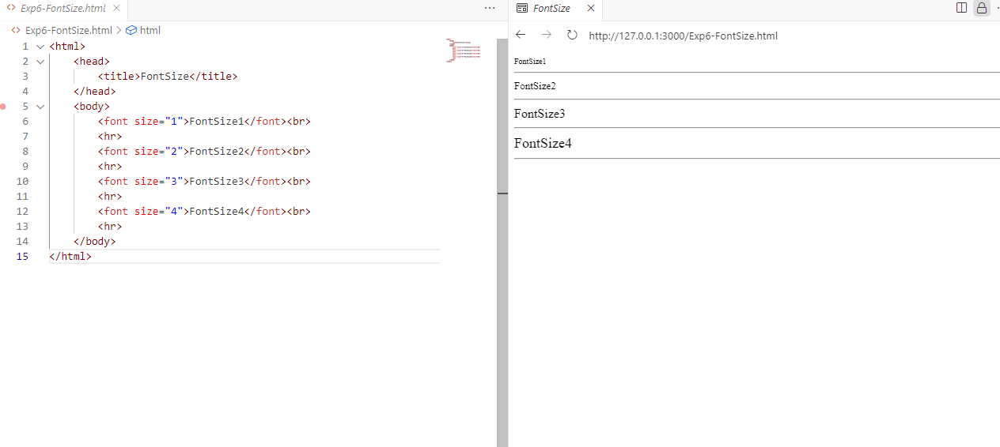 Exp6-FontSize.html
Exp6-FontSize.html > html
1 <html>
2 <head>
3 <title>FontSize</title>
4 </head>
5 <body>
6 <font size="1">FontSize1</font><br>
7 <hr>
8 <font size="2">FontSize2</font><br>
9 <hr>
10 <font size="3">FontSize3</font><br>
11 <hr>
12 <font size="4">FontSize4</font><br>
13 <hr>
14 </body>
15 </html>
FontSize
http://127.0.0.1:3000/Exp6-FontSize.html
FontSize1
FontSize2
FontSize3
FontSize4